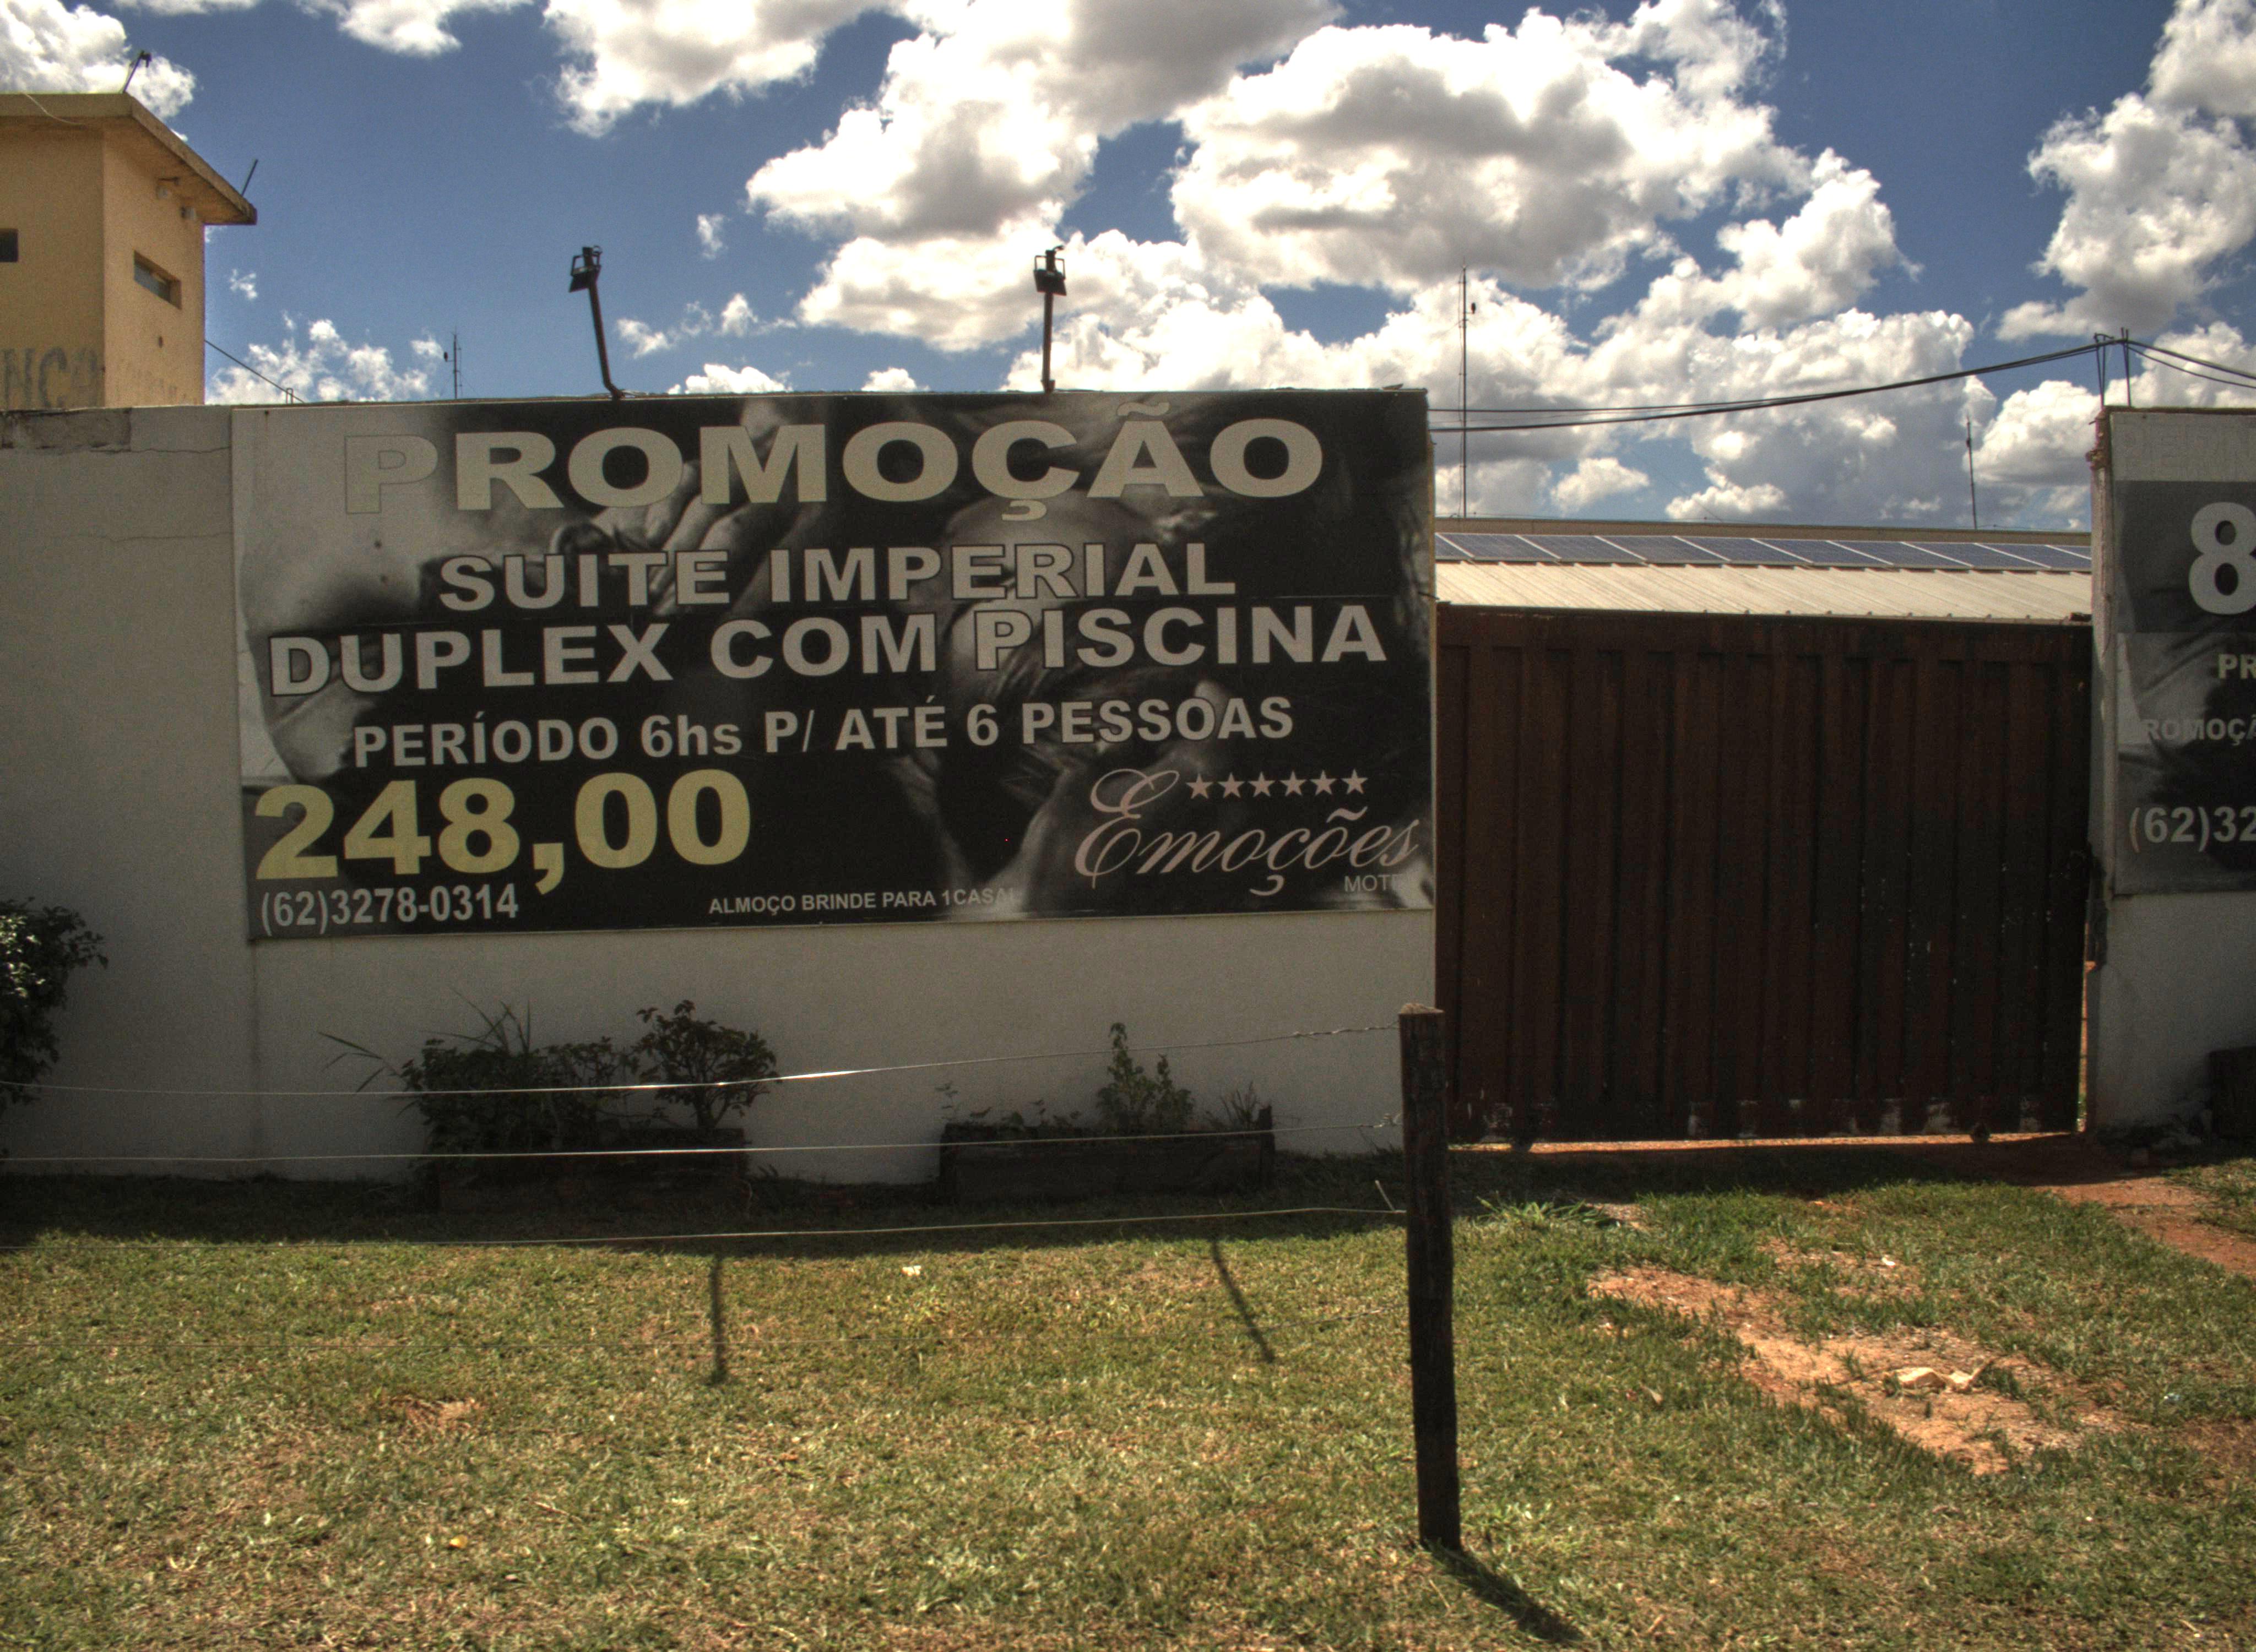 PROMOÇÃO
SUITE IMPERIAL
DUPLEX COM PISCINA
PERÍODO 6hs P/ ATÉ 6 PESSOAS
248,00
Emoções
(62)3278-0314
ALMOÇO BRINDE PARA 1CASAL
MOTE
8
PR
ROMOÇÃ
(62)32